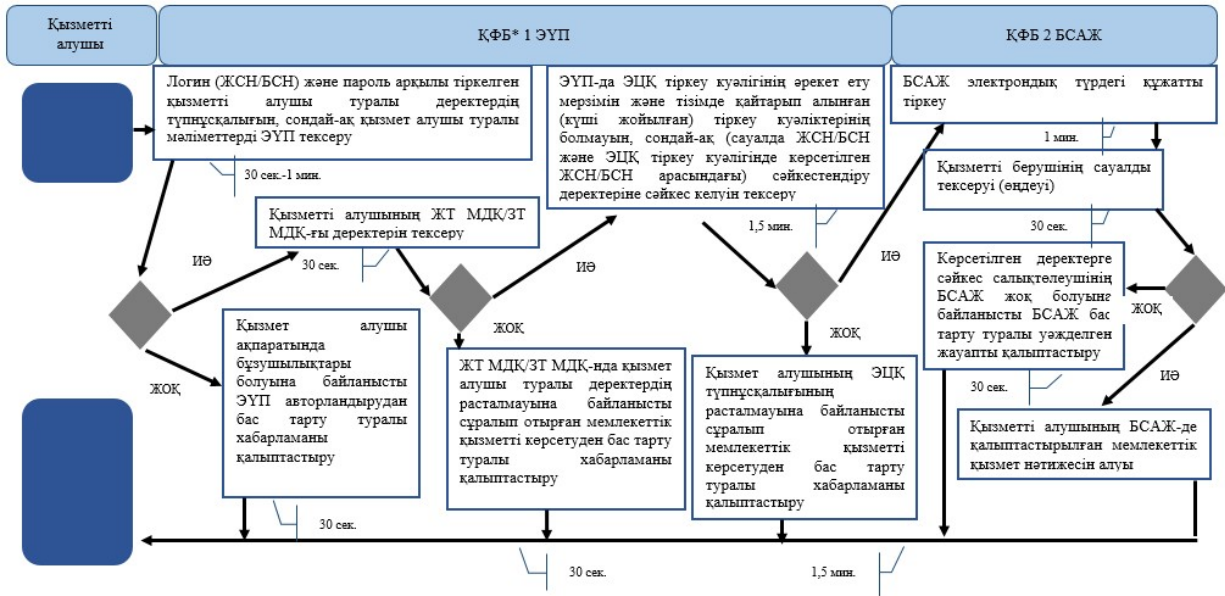 Қызметті
алушы
ҚФБ* 1 ЭҮП
ҚФБ 2 БСАЖ
Логин (ЖСН/БСН) және пароль арқылы тіркелген
қызметті алушы туралы деректердің
түпнұсқалығын, сондай-ақ қызмет алушы туралы
мәліметтерді ЭҮП тексеру
30 сек.-1 мин.
ЭҮП-да ЭЦҚ тіркеу куәлігінің әрекет ету
мерзімін және тізімде қайтарып алынған
(күші жойылған) тіркеу куәліктерінің
болмауын, сондай-ақ (сауалда ЖСН/БСН
және ЭЦҚ тіркеу куәлігінде көрсетілген
ЖСН/БСН арасындағы) сәйкестендіру
деректеріне сәйкес келуін тексеру
1,5 мин.
БСАЖ электрондық түрдегі құжатты
тіркеу
1 мин.
Қызметті берушінің сауалды
тексеруі (өңдеуі)
30 сек.
Қызметті алушының ЖТ МДҚ/ЗТ
МДҚ-ғы деректерін тексеру
30 сек.
ИӘ
ИӘ
ИӘ
Көрсетілген деректерге
сәйкес салықтөлеушінің
БСАЖ жоқ болуына
байланысты БСАЖ бас
тарту туралы уәжделген
жауапты қалыптастыру
30 сек.
ЖОҚ
ИӘ
ЖОҚ
ЖОҚ
ЖОҚ
Қызмет алушы
ақпаратында
бұзушылықтары
болуына байланысты
ЭҮП авторландырудан
бас тарту туралы
хабарламаны
қалыптастыру
30 сек.
ЖТ МДҚ/ЗТ МДҚ-нда қызмет
алушы туралы деректердің
расталмауына байланысты
сұралып отырған мемлекеттік
қызметті көрсетуден бас тарту
туралы хабарламаны
қалыптастыру
30 сек.
Қызмет алушының ЭЦҚ
түпнұсқалығының
расталмауына байланысты
сұралып отырған
мемлекеттік қызметті
көрсетуден бас тарту
туралы хабарламаны
қалыптастыру
1,5 мин.
Қызметті алушының БСАЖ-де
қалыптастырылған мемлекеттік
қызмет нәтижесін алуы